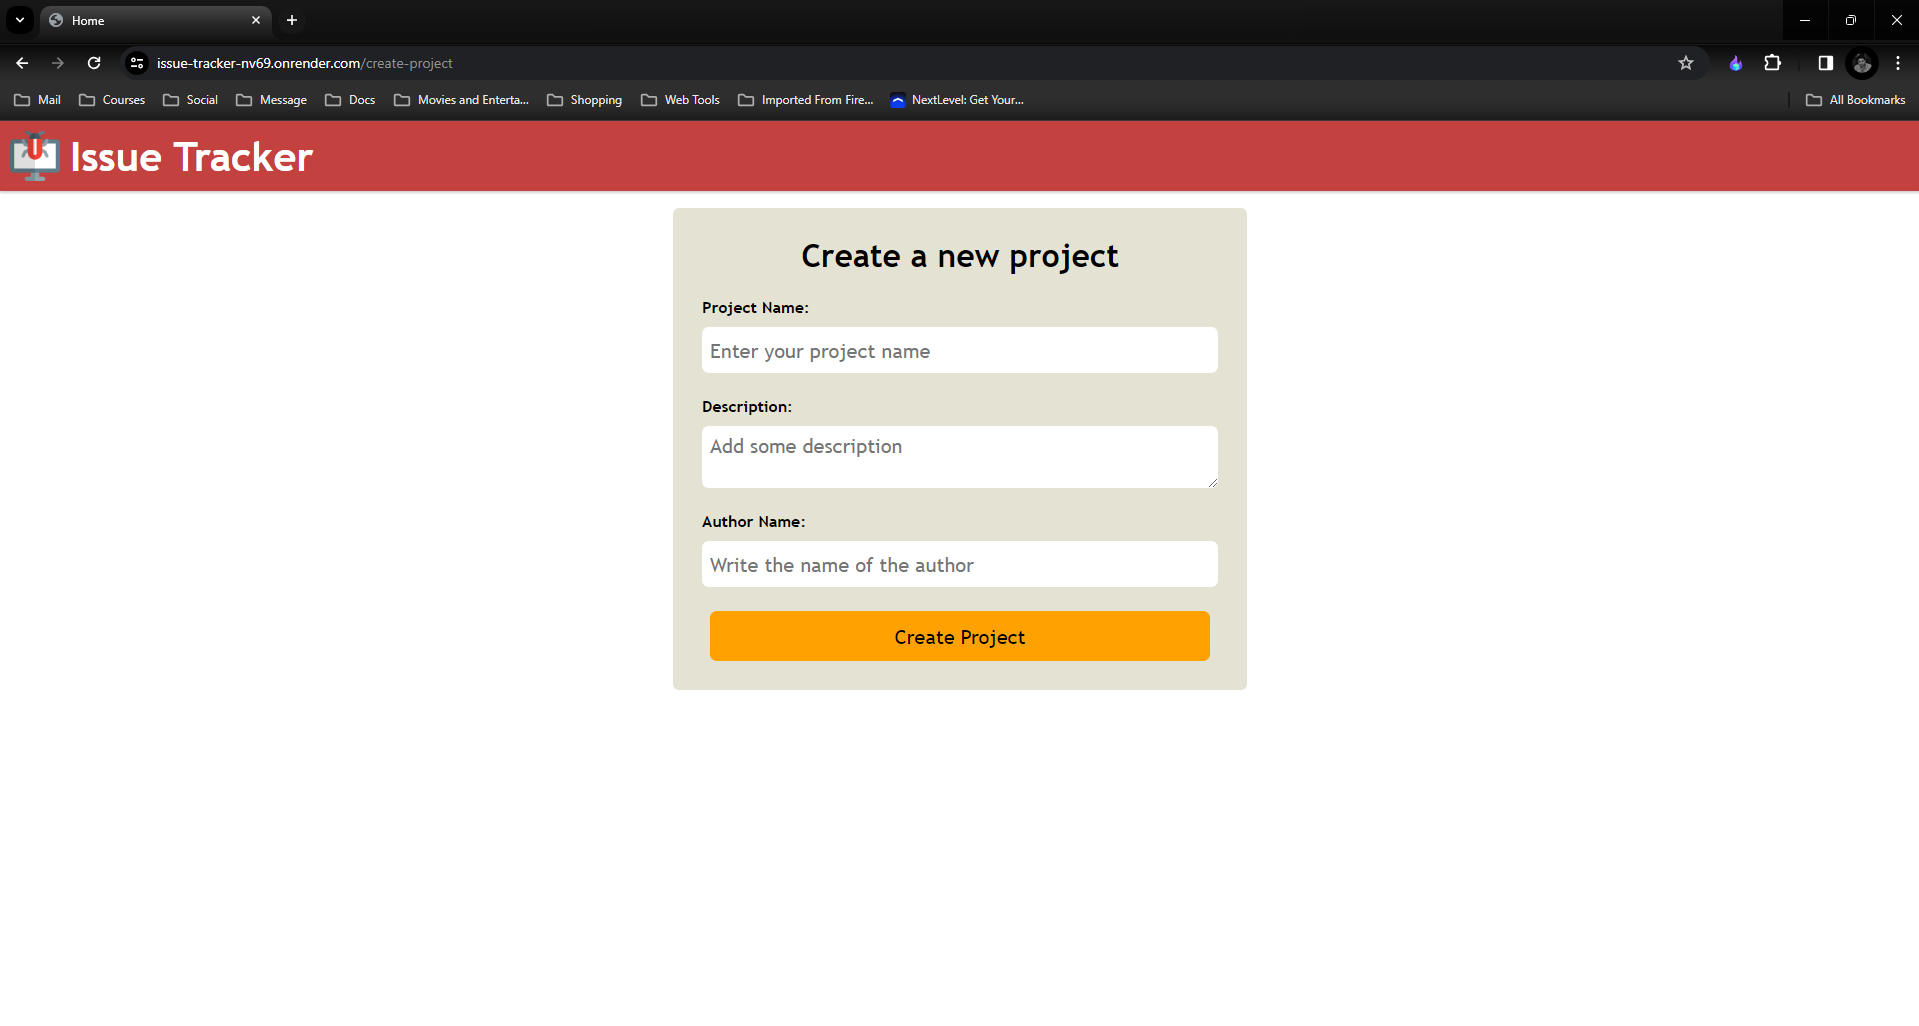 Home
issue-tracker-nv69.onrender.com/create-project
Mail Courses Social Message Docs Movies and Enterta... Shopping Web Tools Imported From Fire... NextLevel: Get Your... All Bookmarks
Issue Tracker
Create a new project
Project Name:
Enter your project name
Description:
Add some description
Author Name:
Write the name of the author
Create Project